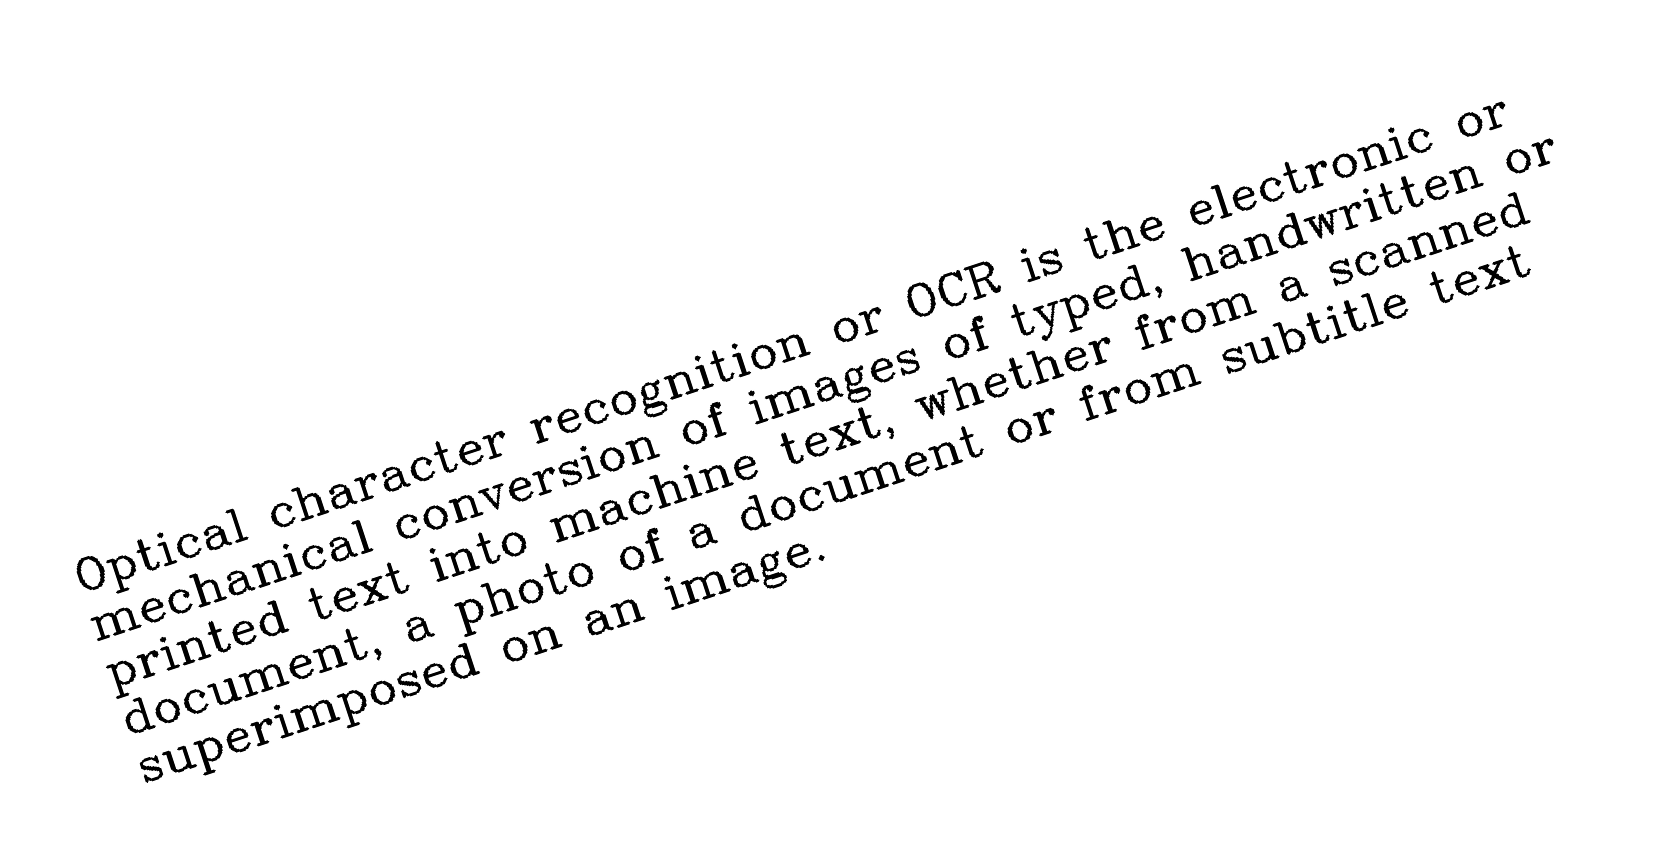 Optical character recognition or OCR is the electronic or
mechanical conversion of images of typed, handwritten or
printed text into machine text, whether from a scanned
document, a photo of a document or from subtitle text
superimposed on an image.